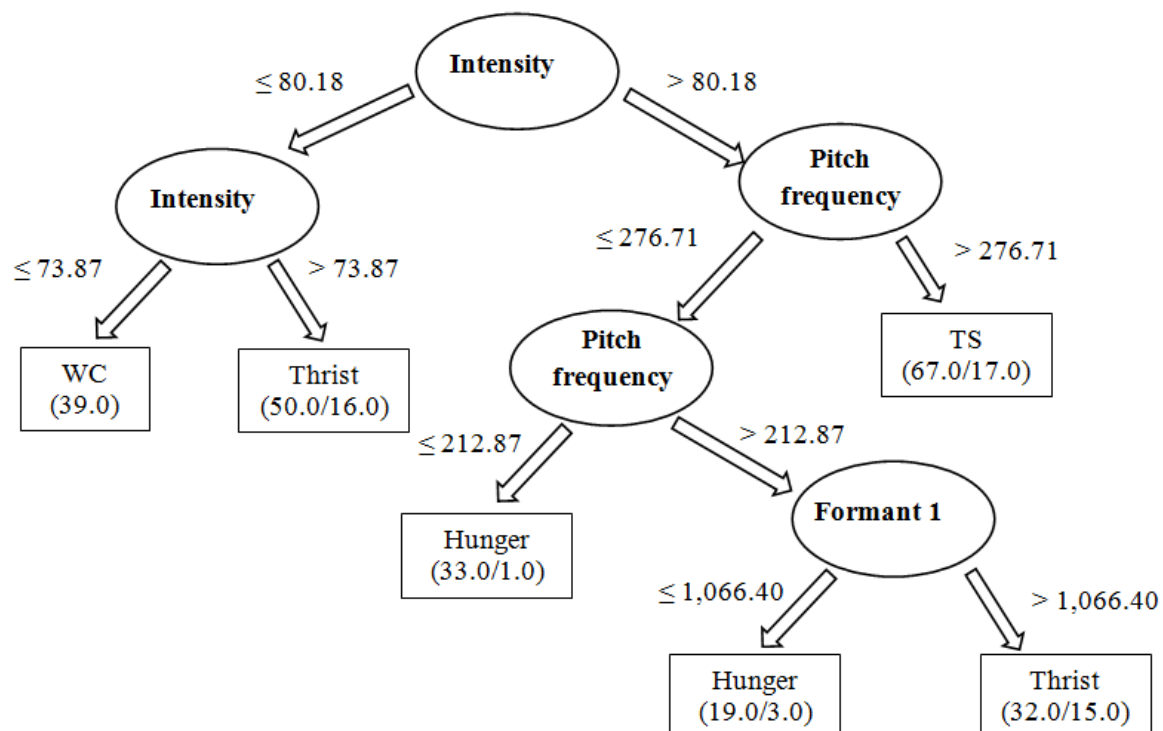 Intensity
≤ 80.18
> 80.18
Pitch
frequency
Intensity
≤ 276.71
> 276.71
≤ 73.87
> 73.87
TS
(67.0/17.0)
Pitch
frequency
WC
(39.0)
Thrist
(50.0/16.0)
≤ 212.87
> 212.87
Formant 1
Hunger
(33.0/1.0)
≤ 1,066.40
> 1,066.40
Hunger
(19.0/3.0)
Thrist
(32.0/15.0)